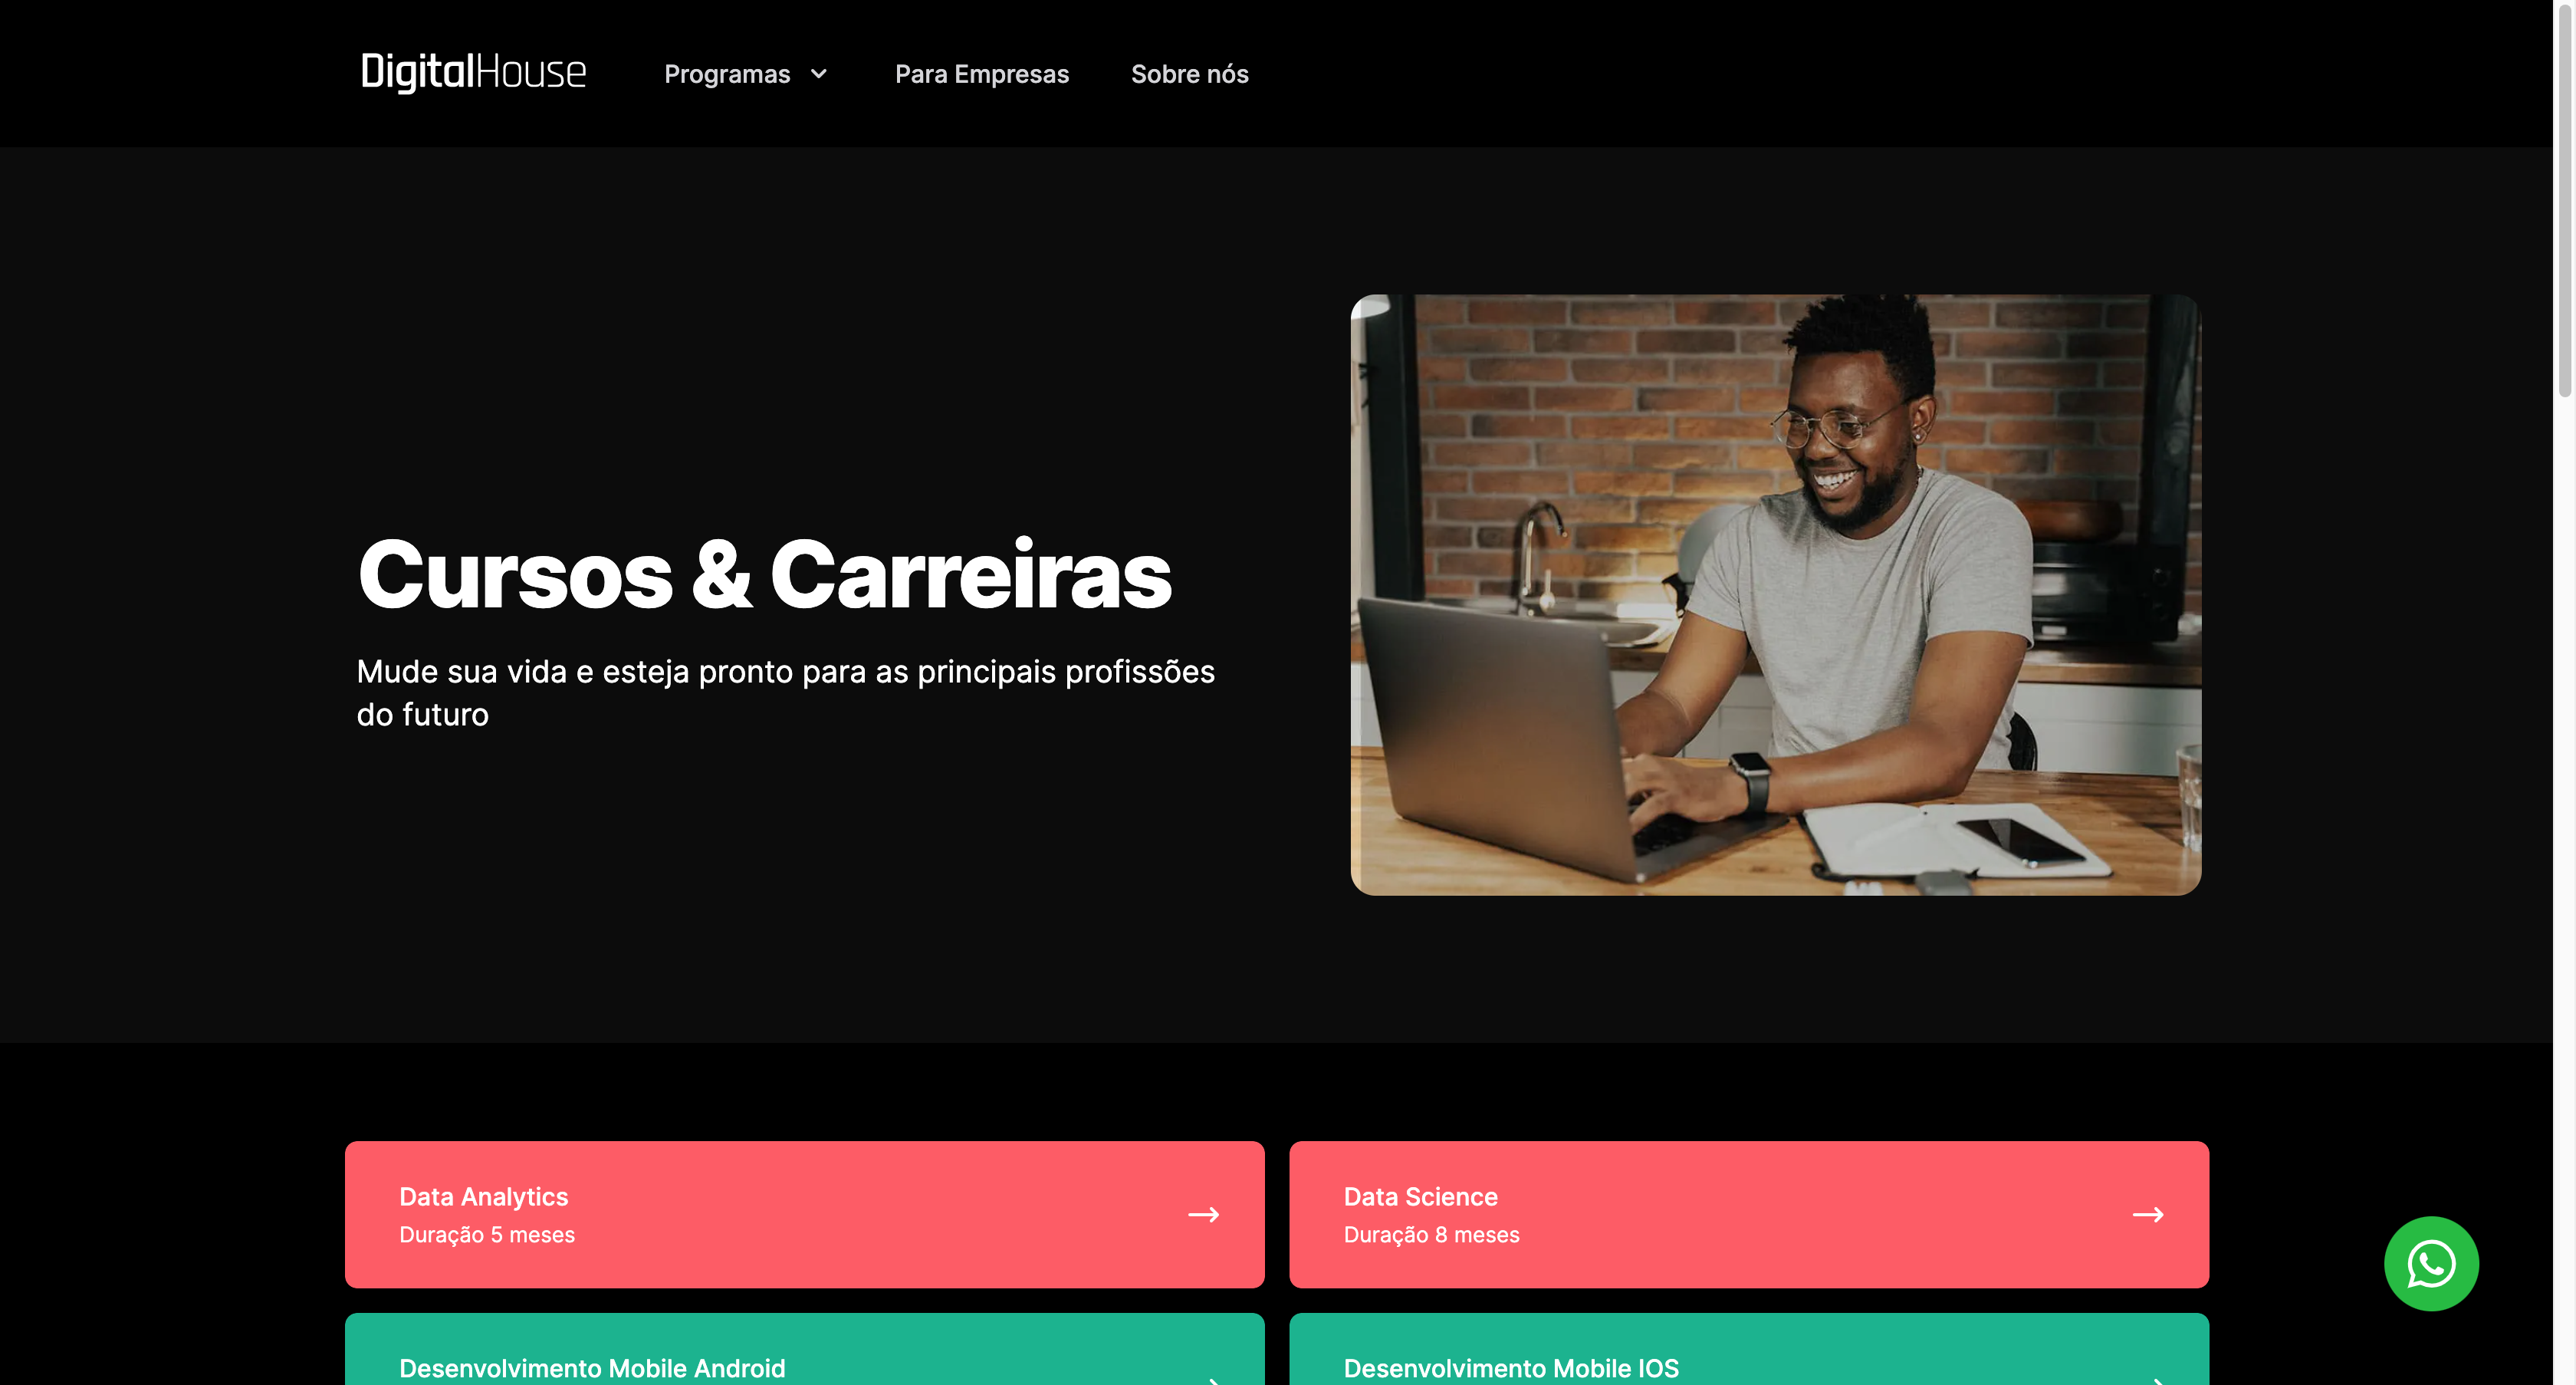 DigitalHouse
Programas
Para Empresas
Sobre nós
Cursos & Carreiras
Mude sua vida e esteja pronto para as principais profissões
do futuro
Data Analytics
Duração 5 meses
Data Science
Duração 8 meses
Desenvolvimento Mobile Android
Desenvolvimento Mobile IOS